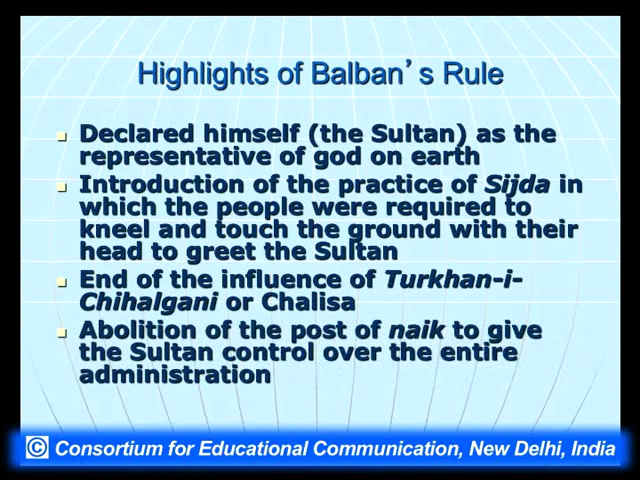 Highlights of Balban’s Rule
Declared himself (the Sultan) as the
representative of god on earth
Introduction of the practice of Sijda in
which the people were required to
kneel and touch the ground with their
head to greet the Sultan
End of the influence of Turkhan-i-
Chihalgani or Chalisa
Abolition of the post of naik to give
the Sultan control over the entire
administration
© Consortium for Educational Communication, New Delhi, India